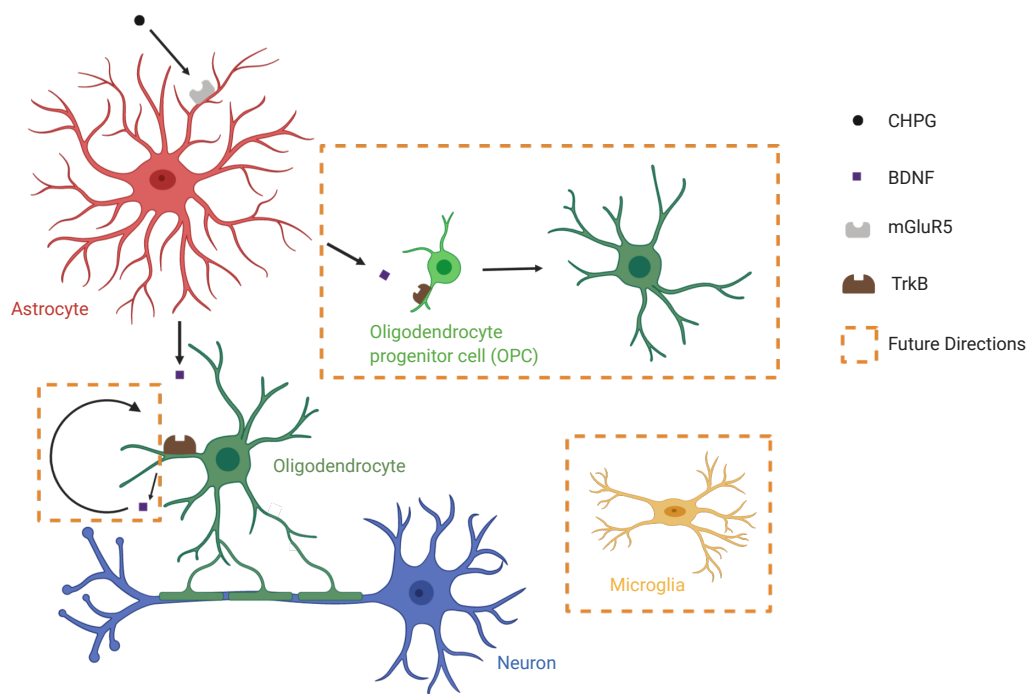 CHPG
BDNF
mGluR5
TrkB
Future Directions
Astrocyte
Oligodendrocyte
progenitor cell (OPC)
Oligodendrocyte
Microglia
Neuron